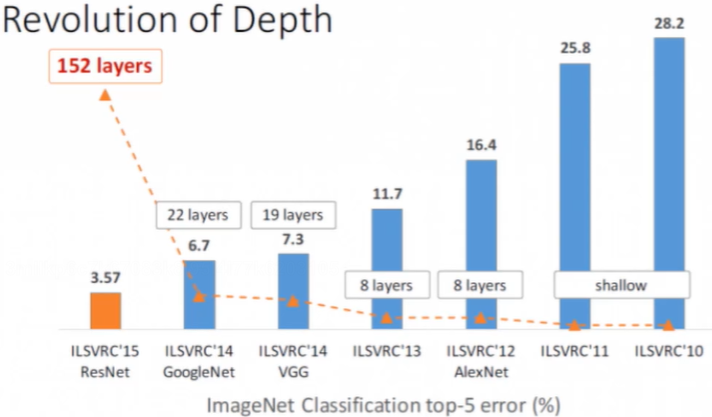 Revolution of Depth
28.2
25.8
152 layers
16.4
11.7
22 layers
19 layers
6.7
7.3
3.57
8 layers
8 layers
shallow
ILSVRC'15
ResNet
ILSVRC'14
GoogleNet
ILSVRC'14
VGG
ILSVRC'13
ILSVRC'12
AlexNet
ILSVRC'11
ILSVRC'10
ImageNet Classification top-5 error (%)